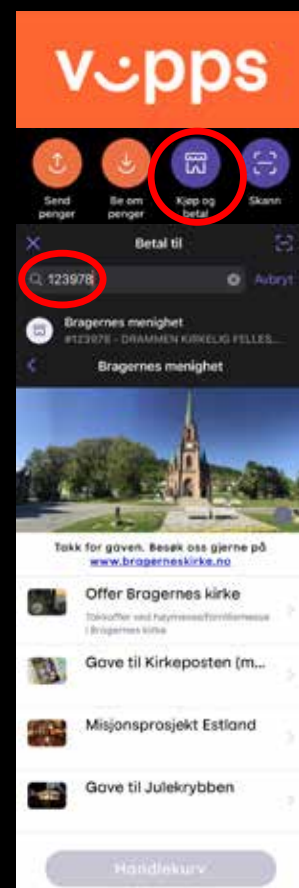 vipps
Send penger
Be om penger
Kjøp og betal
Skann
Betal til
123978
Avbryt
Bragernes menighet
#123978 - DRAMMEN KIRKELIG FELLES...
Bragernes menighet
Takk for gaven. Besøk oss gjerne på
www.bragerneskirke.no
Offer Bragernes kirke
Takkoffer ved høymesse/familiemesse
i Bragernes kirke
Gave til Kirkeposten (m...
Misjonsprosjekt Estland
Gave til Julekrybben
Handlekurv